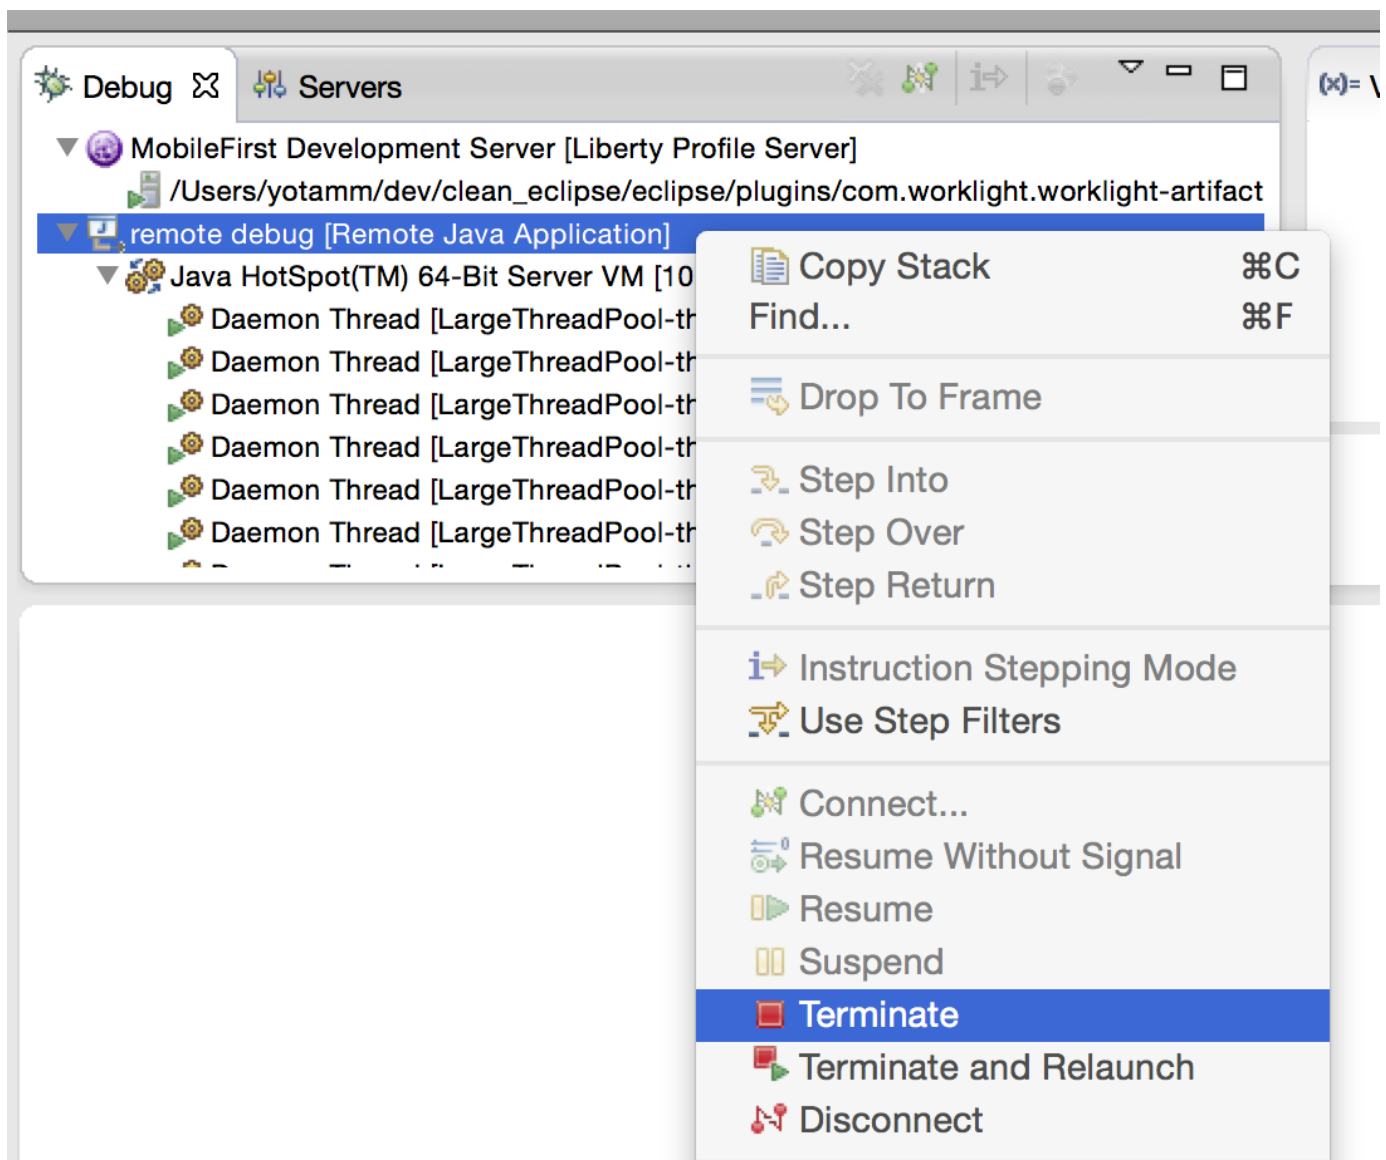 Debug
Servers
(x)= V
MobileFirst Development Server [Liberty Profile Server]
/Users/yotamm/dev/clean_eclipse/eclipse/plugins/com.worklight.worklight-artifact
remote debug [Remote Java Application]
Java HotSpot(TM) 64-Bit Server VM [10
Daemon Thread [LargeThreadPool-th
Daemon Thread [LargeThreadPool-th
Daemon Thread [LargeThreadPool-th
Daemon Thread [LargeThreadPool-th
Daemon Thread [LargeThreadPool-th
Daemon Thread [LargeThreadPool-th
Copy Stack ⌘C
Find... ⌘F
Drop To Frame
Step Into
Step Over
Step Return
Instruction Stepping Mode
Use Step Filters
Connect...
Resume Without Signal
Resume
Suspend
Terminate
Terminate and Relaunch
Disconnect